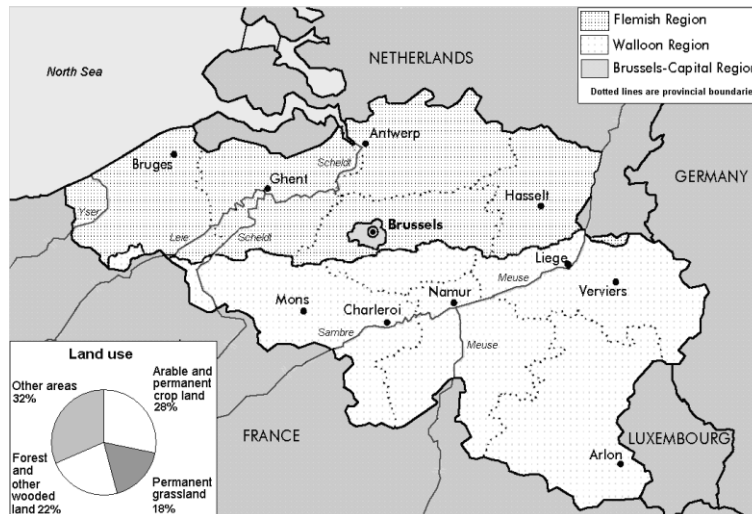 Flemish Region
Walloon Region
Brussels-Capital Region
Dotted lines are provincial boundarie
North Sea
NETHERLANDS
Antwerp
Bruges
Scheldt
Ghent
GERMANY
Hasselt
Yser
Brussels
Leie
Scheldt
Liege
Meuse
Verviers
Mons
Namur
Charleroi
Sambre
Meuse
Land use
Other areas
32%
Arable and
permanent
crop land
28%
Forest and
other
wooded
land 22%
Permanent
grassland
18%
FRANCE
LUXEMBOURG
Arlon